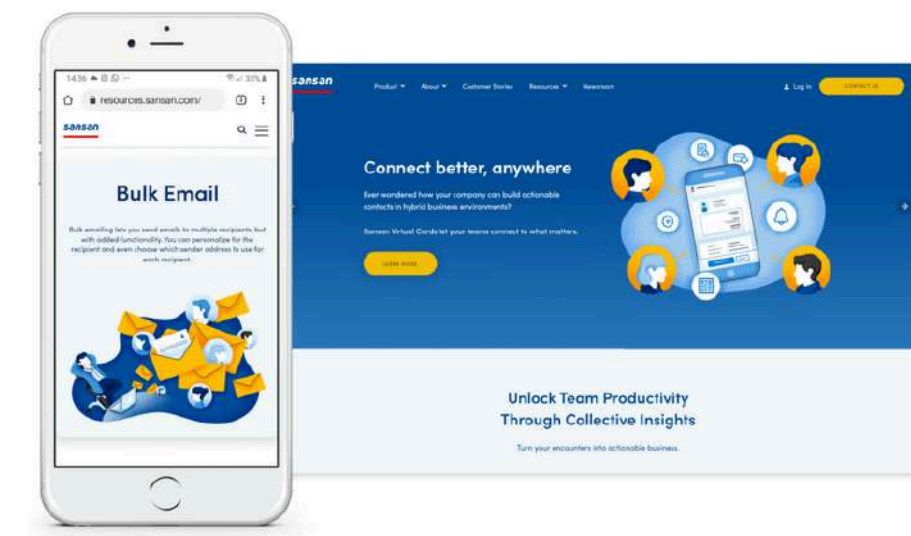 1436
31%
resources.sansan.com/
sansan
Bulk Email
Bulk emailing lets you send emails to multiple recipients but
with added functionality. You can personalize for the
recipient and even choose which sender address to use for
each recipient.
sansan
Product
About
Customer Stories
Resources
Newsroom
Log in
CONTACT US
Connect better, anywhere
Ever wondered how your company can build actionable
contacts in hybrid business environments?
Sansan Virtual Cards let your teams connect to what matters.
LEARN MORE
Unlock Team Productivity
Through Collective Insights
Turn your encounters into actionable business.